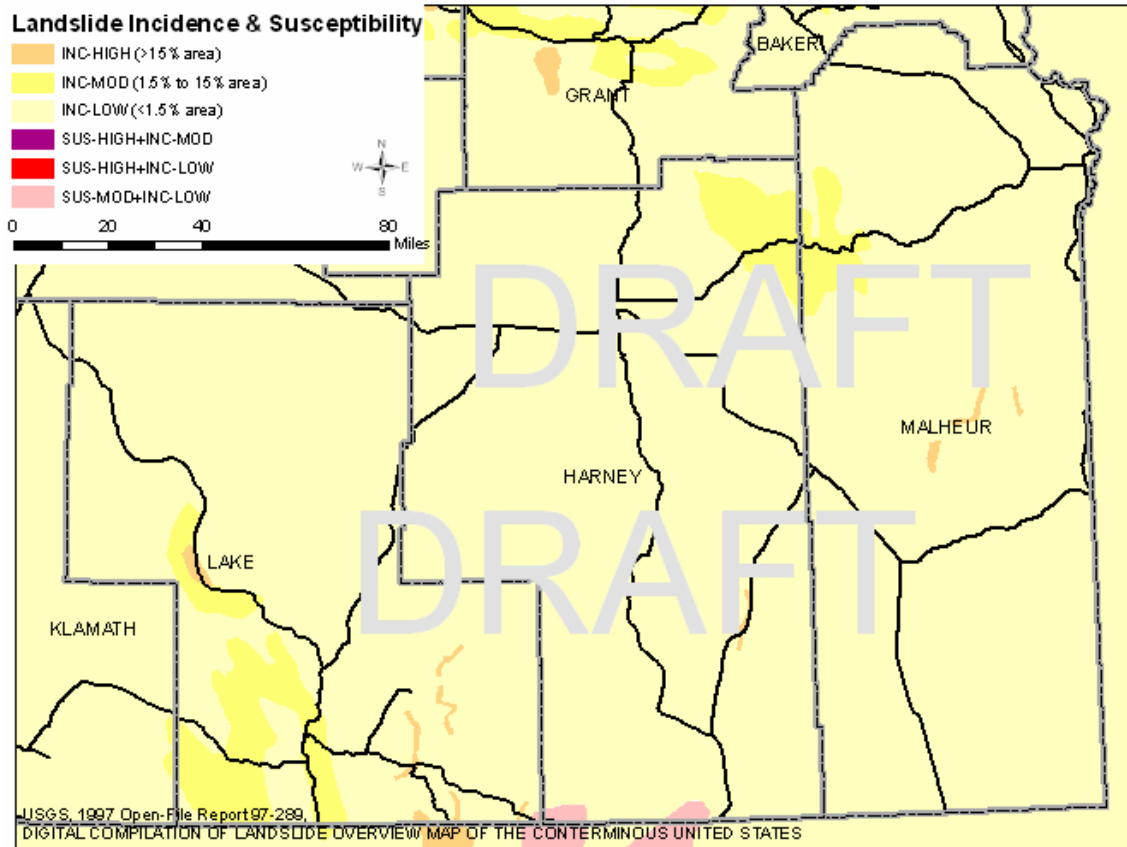 Landslide Incidence & Susceptibility
INC-HIGH (>15% area)
INC-MOD (1.5% to 15% area)
INC-LOW (<1.5% area)
SUS-HIGH+INC-MOD
SUS-HIGH+INC-LOW
SUS-MOD+INC-LOW
N
W E
S
0 20 40 80
Miles
BAKER
GRANT
DRAFT
MALHEUR
HARNEY
DRAFT
LAKE
KLAMATH
USGS, 1997 Open-File Report 97-289,
DIGITAL COMPILATION OF LANDSLIDE OVERVIEW MAP OF THE CONTERMINOUS UNITED STATES